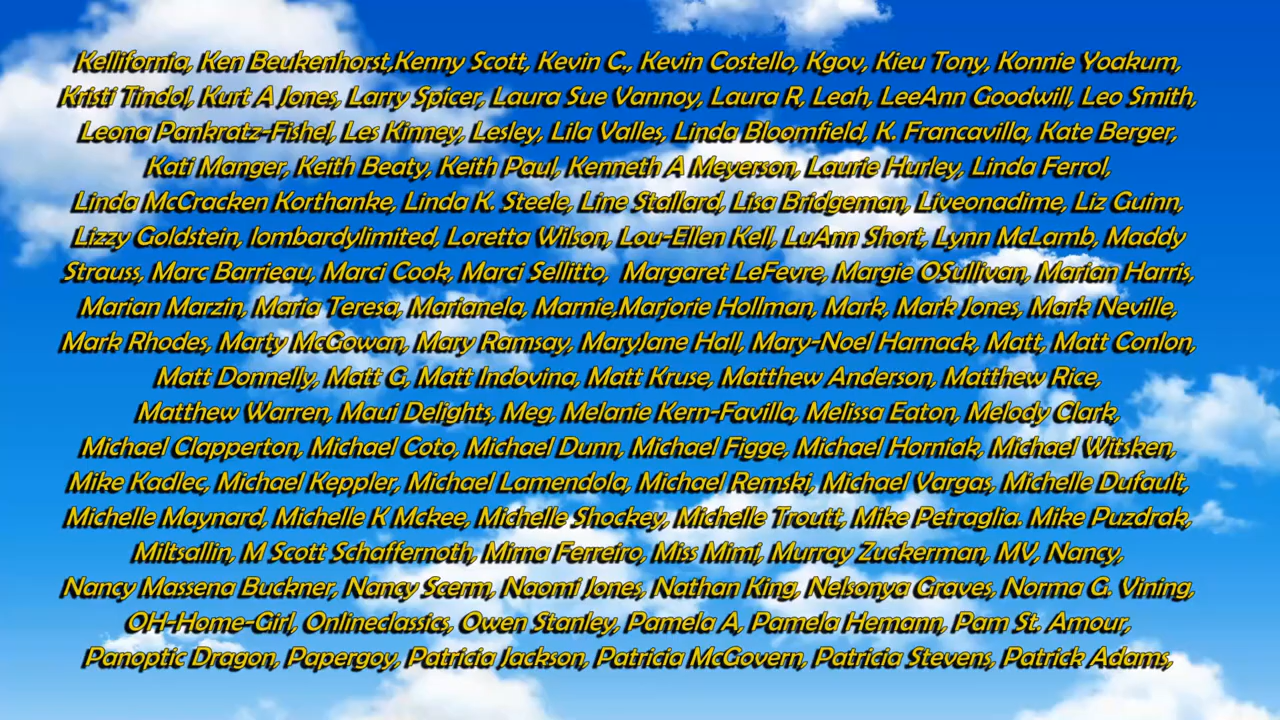 Kellifornia, Ken Beukenhorst,Kenny Scott, Kevin C., Kevin Costello, Kgov, Kieu Tony, Konnie Yoakum,
Kristi Tindol, Kurt A Jones, Larry Spicer, Laura Sue Vannoy, Laura R, Leah, LeeAnn Goodwill, Leo Smith,
Leona Pankratz-Fishel, Les Kinney, Lesley, Lila Valles, Linda Bloomfield, K. Francavilla, Kate Berger,
Kati Manger, Keith Beaty, Keith Paul, Kenneth A Meyerson, Laurie Hurley, Linda Ferrol,
Linda McCracken Korthanke, Linda K. Steele, Line Stallard, Lisa Bridgeman, Liveonadime, Liz Guinn,
Lizzy Goldstein, lombardylimited, Loretta Wilson, Lou-Ellen Kell, LuAnn Short, Lynn McLamb, Maddy
Strauss, Marc Barrieau, Marci Cook, Marci Sellitto, Margaret LeFevre, Margie OSullivan, Marian Harris,
Marian Marzin, Maria Teresa, Marianela, Marnie,Marjorie Hollman, Mark, Mark Jones, Mark Neville,
Mark Rhodes, Marty McGowan, Mary Ramsay, MaryJane Hall, Mary-Noel Harnack, Matt, Matt Conlon,
Matt Donnelly, Matt G, Matt Indovina, Matt Kruse, Matthew Anderson, Matthew Rice,
Matthew Warren, Maui Delights, Meg, Melanie Kern-Favilla, Melissa Eaton, Melody Clark,
Michael Clapperton, Michael Coto, Michael Dunn, Michael Figge, Michael Horniak, Michael Witsken,
Mike Kadlec, Michael Keppler, Michael Lamendola, Michael Remski, Michael Vargas, Michelle Dufault,
Michelle Maynard, Michelle K Mckee, Michelle Shockey, Michelle Troutt, Mike Petraglia. Mike Puzdrak,
Miltsallin, M Scott Schaffernoth, Mirna Ferreiro, Miss Mimi, Murray Zuckerman, MV, Nancy,
Nancy Massena Buckner, Nancy Scerm, Naomi Jones, Nathan King, Nelsonya Graves, Norma G. Vining,
OH-Home-Girl, Onlineclassics, Owen Stanley, Pamela A, Pamela Hemann, Pam St. Amour,
Panoptic Dragon, Papergoy, Patricia Jackson, Patricia McGovern, Patricia Stevens, Patrick Adams,